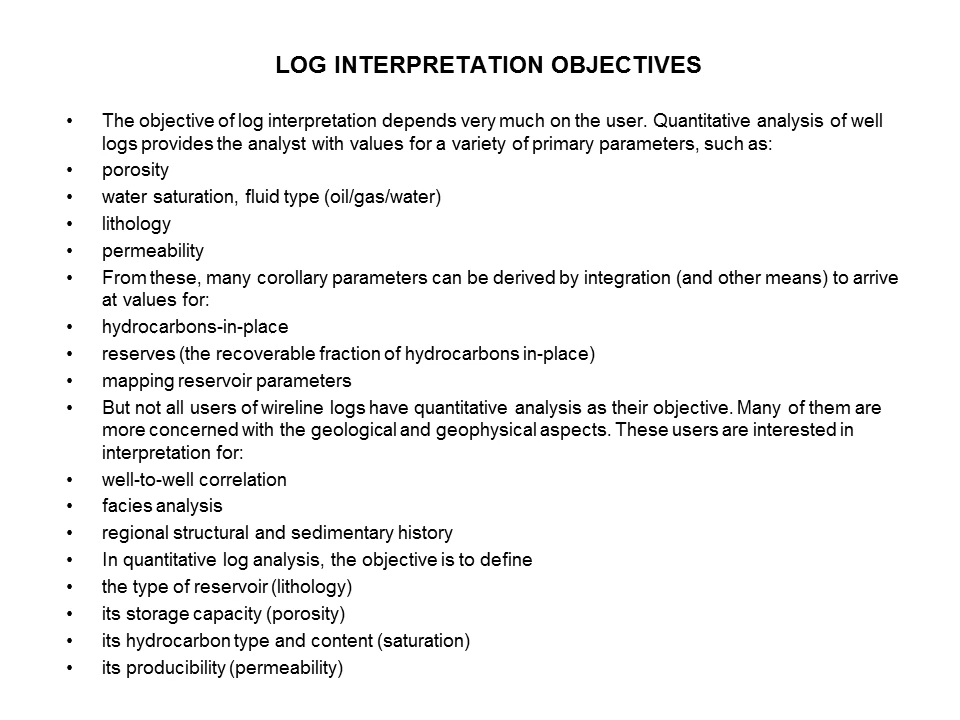 LOG INTERPRETATION OBJECTIVES
• The objective of log interpretation depends very much on the user. Quantitative analysis of well
logs provides the analyst with values for a variety of primary parameters, such as:
• porosity
• water saturation, fluid type (oil/gas/water)
• lithology
• permeability
• From these, many corollary parameters can be derived by integration (and other means) to arrive
at values for:
• hydrocarbons-in-place
• reserves (the recoverable fraction of hydrocarbons in-place)
• mapping reservoir parameters
• But not all users of wireline logs have quantitative analysis as their objective. Many of them are
more concerned with the geological and geophysical aspects. These users are interested in
interpretation for:
• well-to-well correlation
• facies analysis
• regional structural and sedimentary history
• In quantitative log analysis, the objective is to define
• the type of reservoir (lithology)
• its storage capacity (porosity)
• its hydrocarbon type and content (saturation)
• its producibility (permeability)